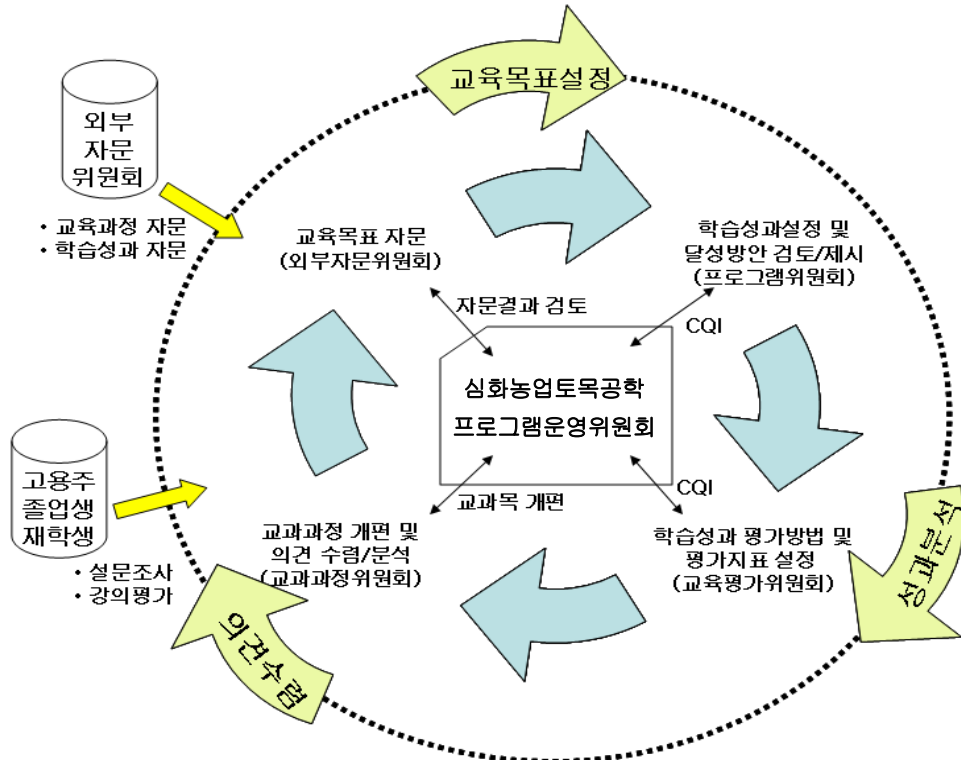 교육목표설정
외부
자문
위원회
• 교육과정 자문
• 학습성과 자문
교육목표 자문
(외부자문위원회)
학습성과설정 및
달성방안 검토/제시
(프로그램위원회)
자문결과 검토
CQI
심화농업토목공학
프로그램운영위원회
고용주
졸업생
재학생
• 설문조사
• 강의평가
교과목 개편
CQI
교과과정 개편 및
의견 수렴/분석
(교과과정위원회)
학습성과 평가방법 및
평가지표 설정
(교육평가위원회)
성과분석
의견수렴